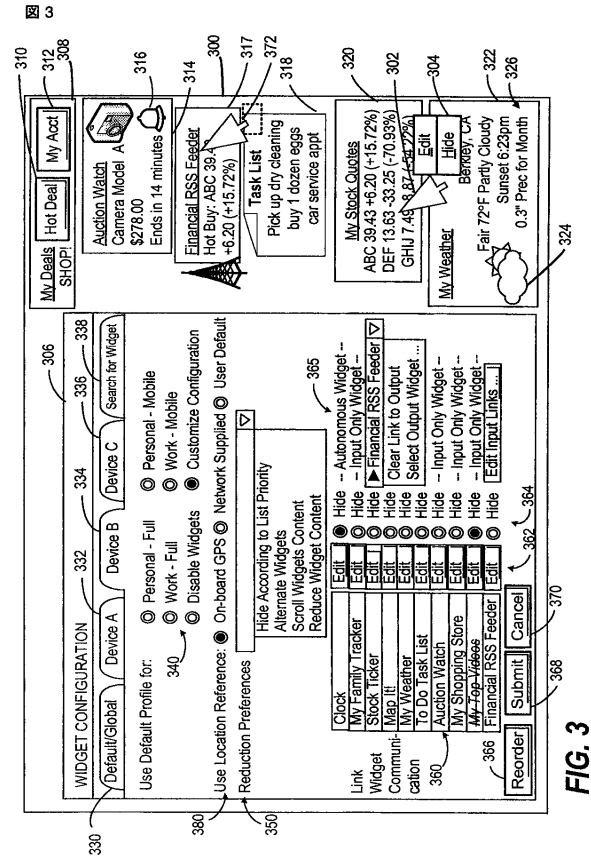 図 3
306
WIDGET CONFIGURATION
330
332
334
336
338
Default/Global
Device A
Device B
Device C
Search for Widget
Use Default Profile for:
340
Personal - Full
Personal - Mobile
Work - Full
Work - Mobile
Disable Widgets
Customize Configuration
380
Use Location Reference:
On-board GPS
Network Supplied
User Default
350
Reduction Preferences
Hide According to List Priority
Alternate Widgets
Scroll Widgets Content
Reduce Widget Content
Link
Widget
Communi-
cation
360
362
364
365
Clock Edit Hide -- Autonomous Widget --
My Family Tracker Edit Hide -- Input Only Widget --
Stock Ticker Edit Hide Financial RSS Feeder
Map It! Edit Hide Clear Link to Output
My Weather Edit Hide Select Output Widget ...
To Do Task List Edit Hide -- Input Only Widget --
Auction Watch Edit Hide -- Input Only Widget --
My Shopping Store Edit Hide -- Input Only Widget --
My Top Videos Edit Hide -- Input Only Widget --
Financial RSS Feeder Edit Hide Edit Input Links ...
366
368
370
Reorder
Submit
Cancel
310
312
308
My Deals
SHOP!
Hot Deal
My Acct
316
314
Auction Watch
Camera Model A
$278.00
Ends in 14 minutes
300
317
372
318
Financial RSS Feeder
Hot Buy: ABC 39.4
+6.20 (+15.72%)
Task List
Pick up dry cleaning
buy 1 dozen eggs
car service appt
320
302
My Stock Quotes
ABC 39.43 +6.20 (+15.72%)
DEF 13.63 -33.25 (-70.93%)
GHIJ 7.49
304
Edit
Hide
322
326
324
My Weather
Berkley, CA
Fair 72°F Partly Cloudy
Sunset 6:23pm
0.3" Prec for Month
FIG. 3